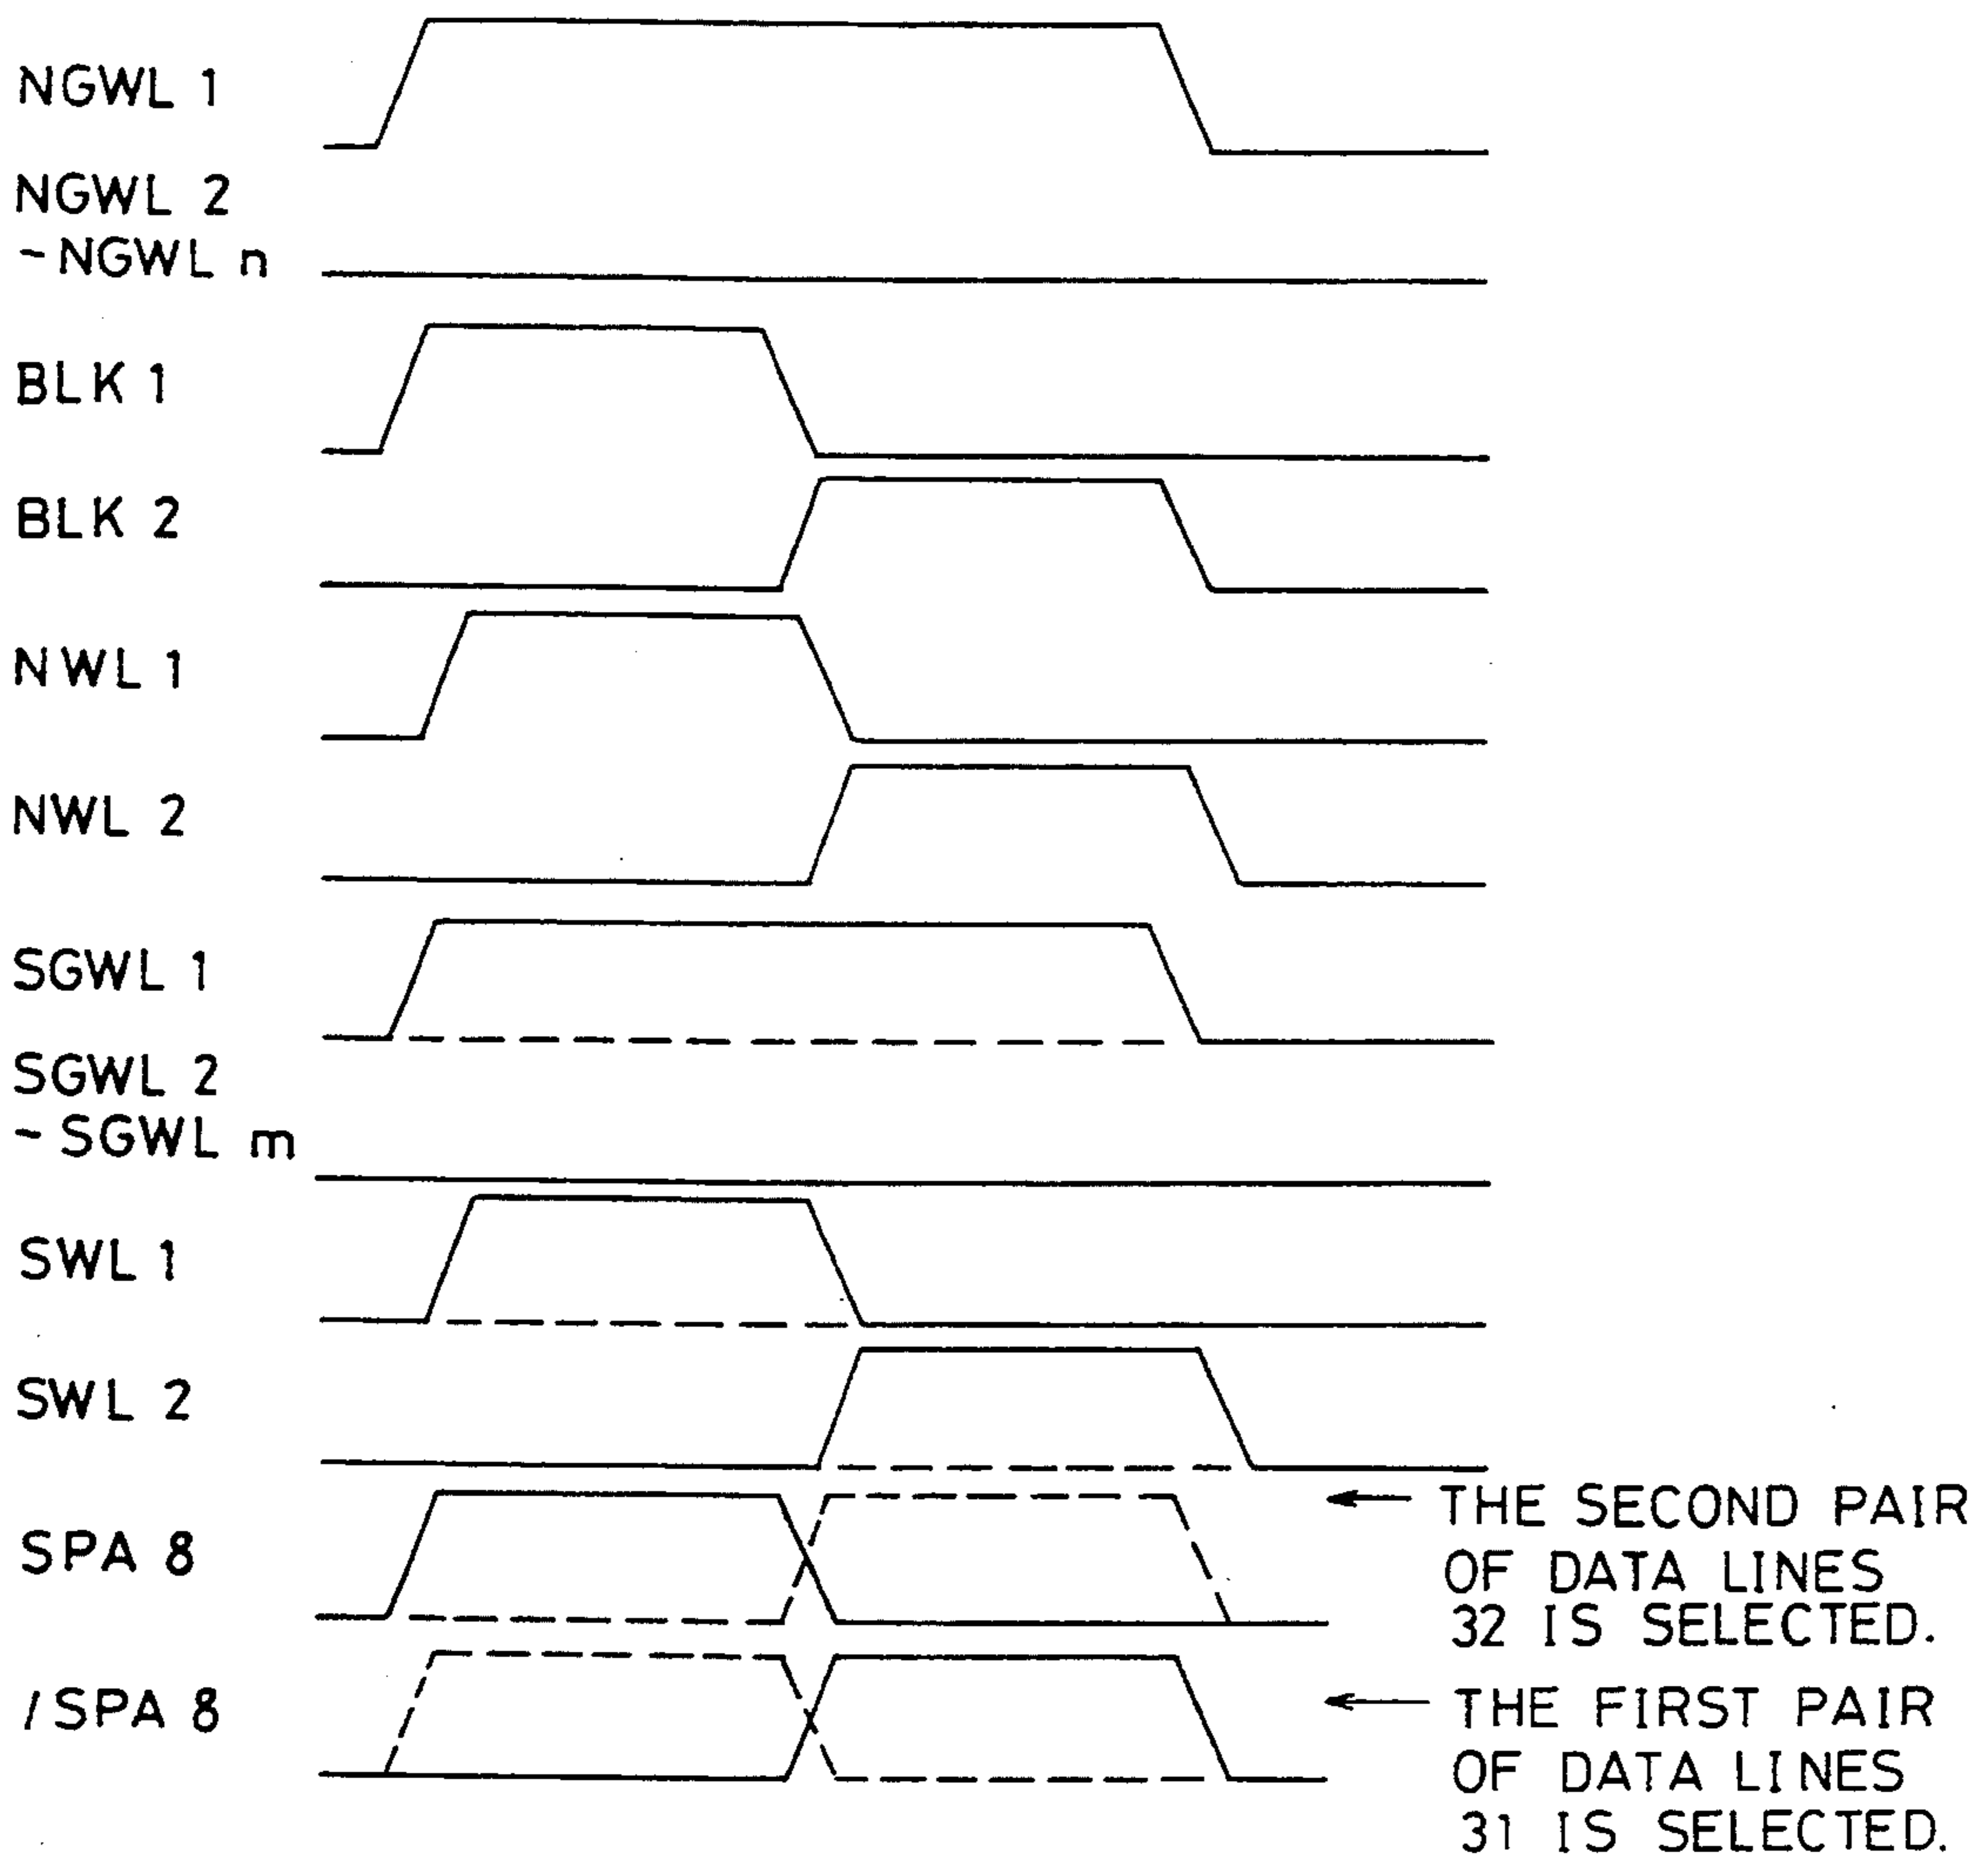 NGWL 1
NGWL 2
~NGWL n
BLK 1
BLK 2
NWL 1
NWL 2
SGWL 1
SGWL 2
~SGWL m
SWL 1
SWL 2
SPA 8
THE SECOND PAIR
OF DATA LINES
32 IS SELECTED.
/SPA 8
THE FIRST PAIR
OF DATA LINES
31 IS SELECTED.